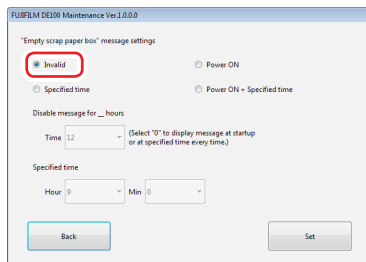 FUJIFILM DE100 Maintenance Ver.1.0.0.0
"Empty scrap paper box" message settings
Invalid Power ON
Specified time Power ON + Specified time
Disable message for __ hours
Time 12 (Select "0" to display message at startup
or at specified time every time.)
Specified time
Hour 9 Min 0
Back Set